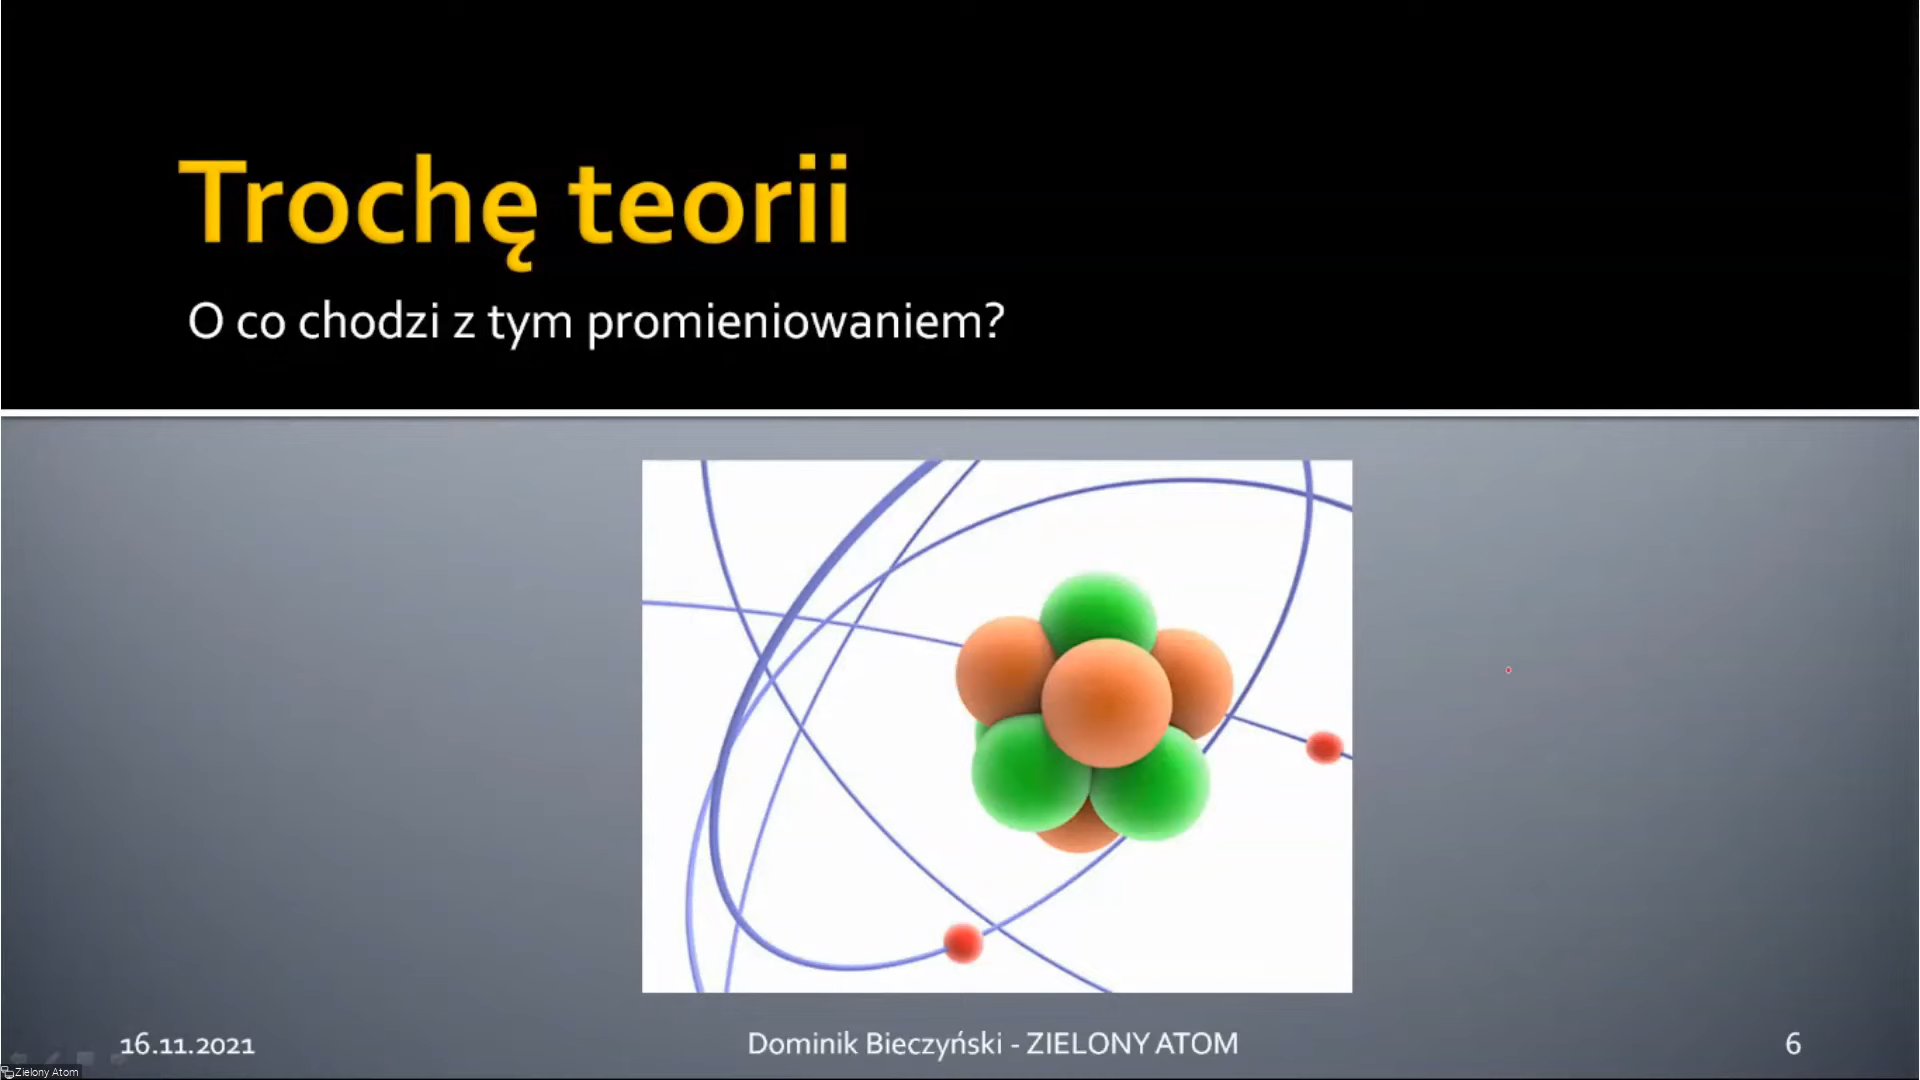 Trochę teorii
O co chodzi z tym promieniowaniem?
16.11.2021
Dominik Bieczyński - ZIELONY ATOM
6
Zielony Atom